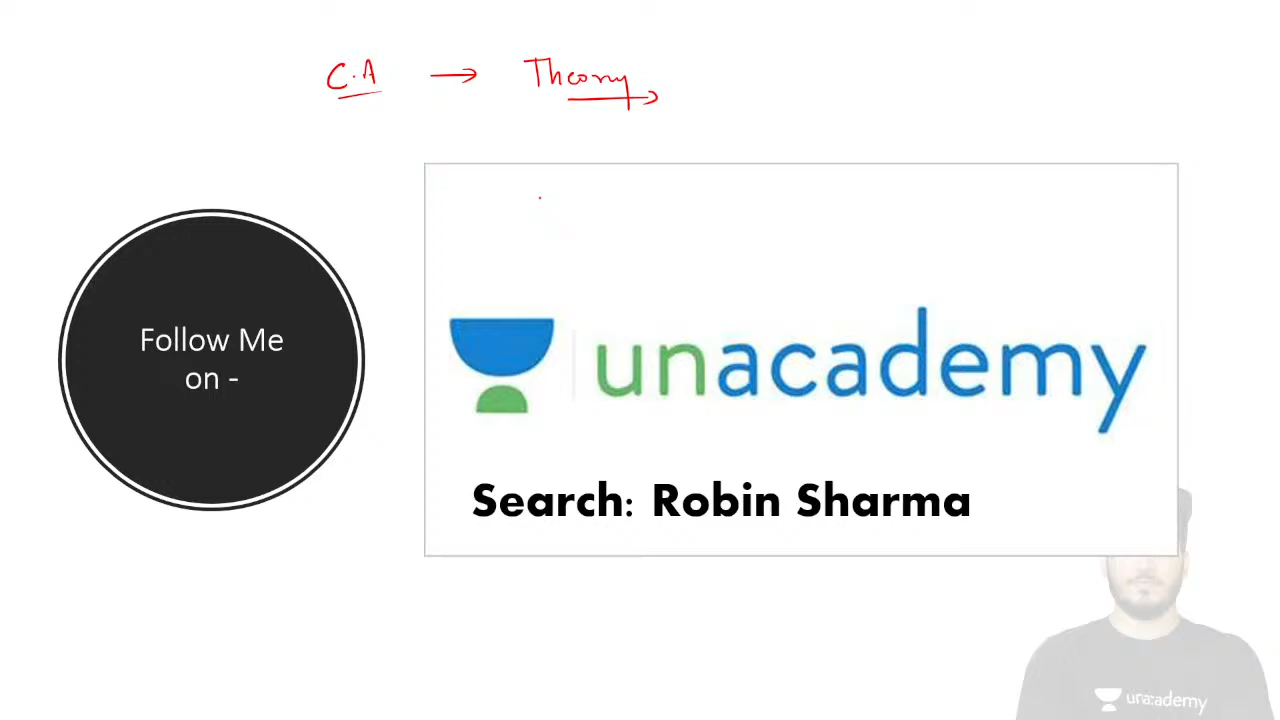 C.A → Theory
Follow Me
on -
unacademy
Search: Robin Sharma
unacademy